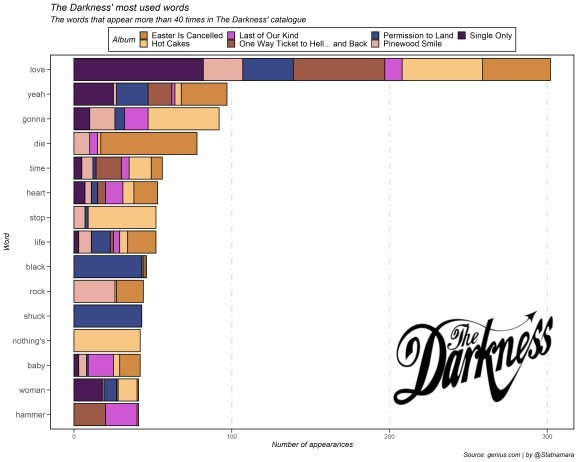 The Darkness' most used words
The words that appear more than 40 times in The Darkness' catalogue
Album
Easter Is Cancelled
Last of Our Kind
Permission to Land
Single Only
Hot Cakes
One Way Ticket to Hell... and Back
Pinewood Smile
love
yeah
gonna
die
time
heart
stop
life
black
rock
shuck
nothing's
baby
woman
hammer
Word
The
Darkness
0 100 200 300
Number of appearances
Source: genius.com | by @Statnamara